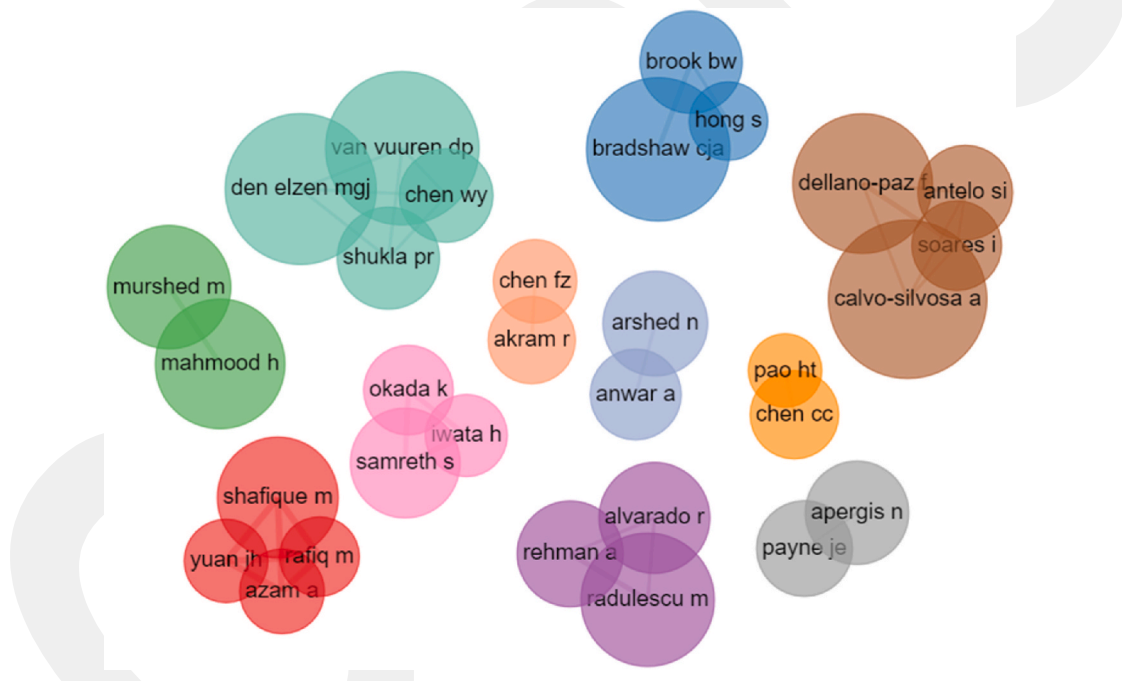 brook bw
hong s
bradshaw cja
van vuuren dp
den elzen mgj
chen wy
shukla pr
dellano-paz f
antelo si
soares i
calvo-silvosa a
murshed m
mahmood h
chen fz
akram r
arshed n
anwar a
pao ht
chen cc
okada k
iwata h
samreth s
shafique m
yuan jh
rafiq m
azam a
alvarado r
rehman a
radulescu m
apergis n
payne je